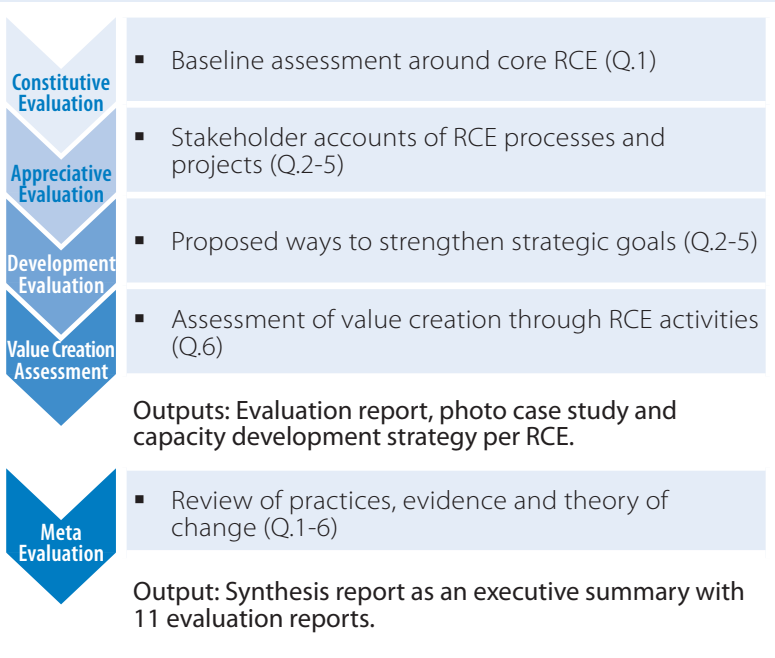 Constitutive
Evaluation
▪ Baseline assessment around core RCE (Q.1)
Appreciative
Evaluation
▪ Stakeholder accounts of RCE processes and
projects (Q.2-5)
Development
Evaluation
▪ Proposed ways to strengthen strategic goals (Q.2-5)
Value Creation
Assessment
▪ Assessment of value creation through RCE activities
(Q.6)
Outputs: Evaluation report, photo case study and
capacity development strategy per RCE.
Meta
Evaluation
▪ Review of practices, evidence and theory of
change (Q.1-6)
Output: Synthesis report as an executive summary with
11 evaluation reports.